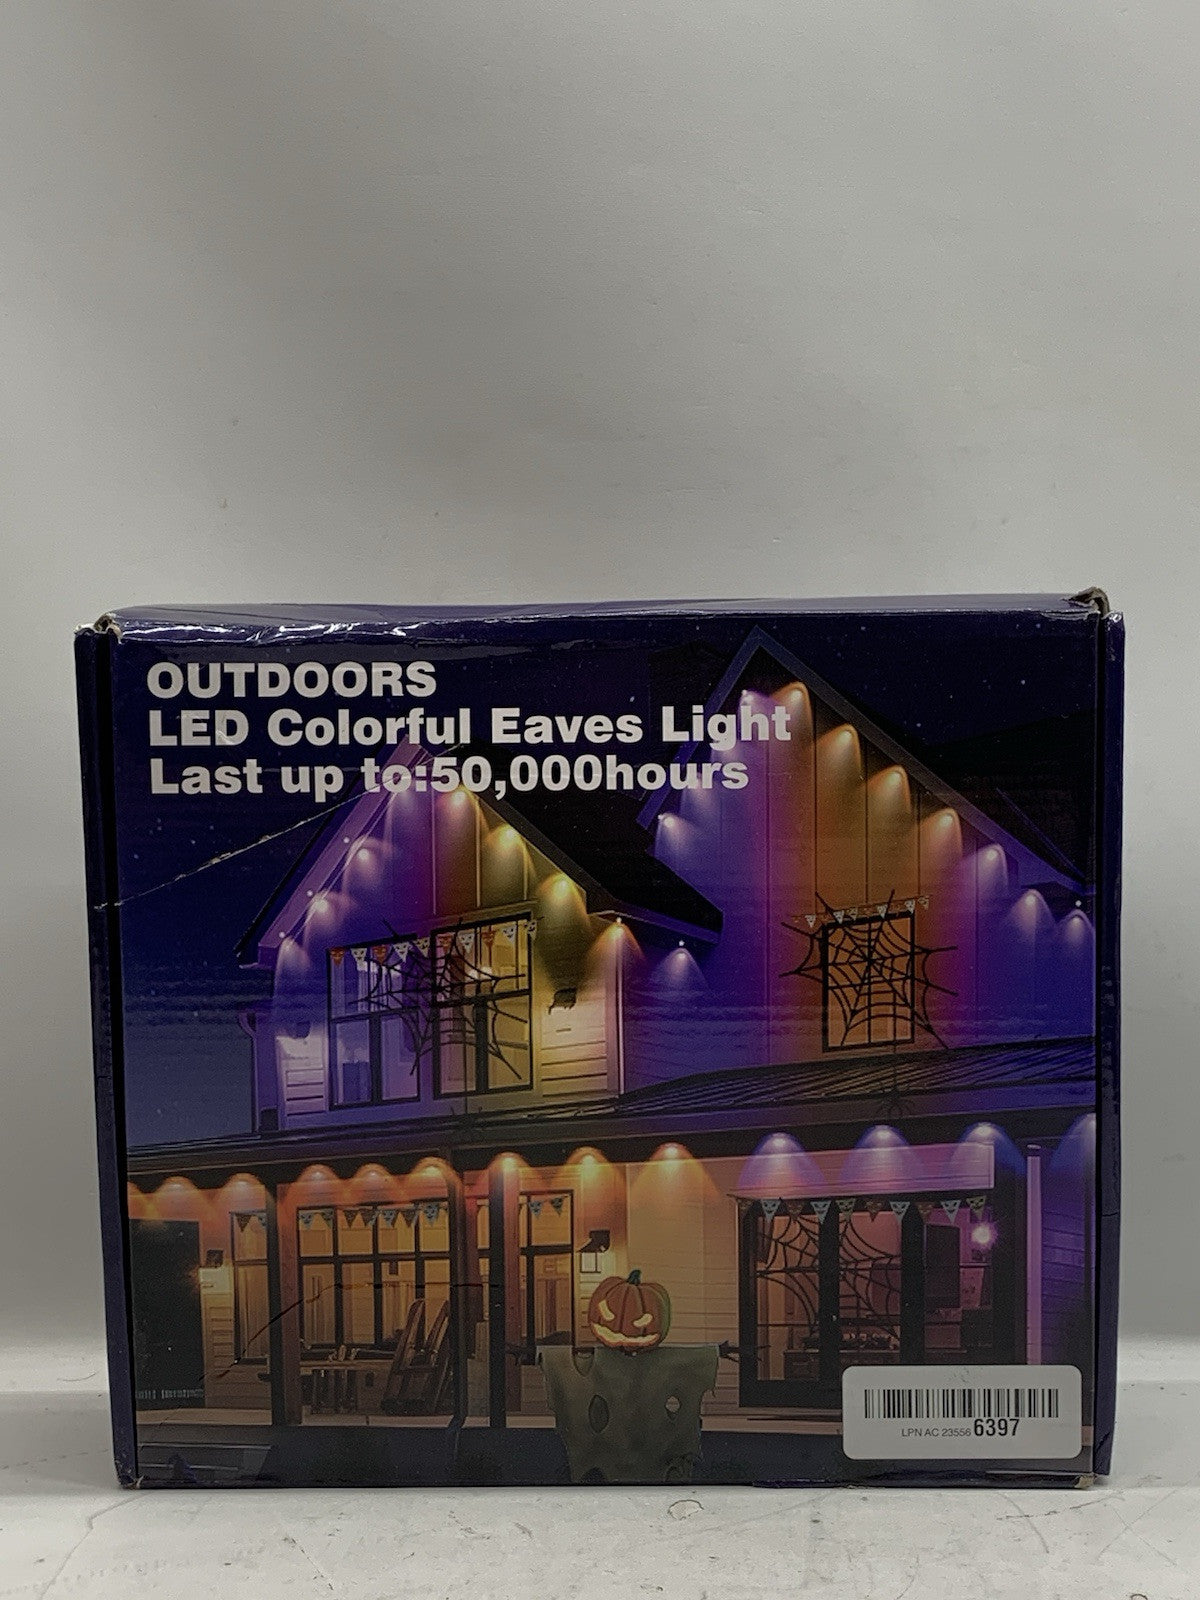 OUTDOORS
LED Colorful Eaves Light
Last up to:50,000hours
LPN AC 23556 6397